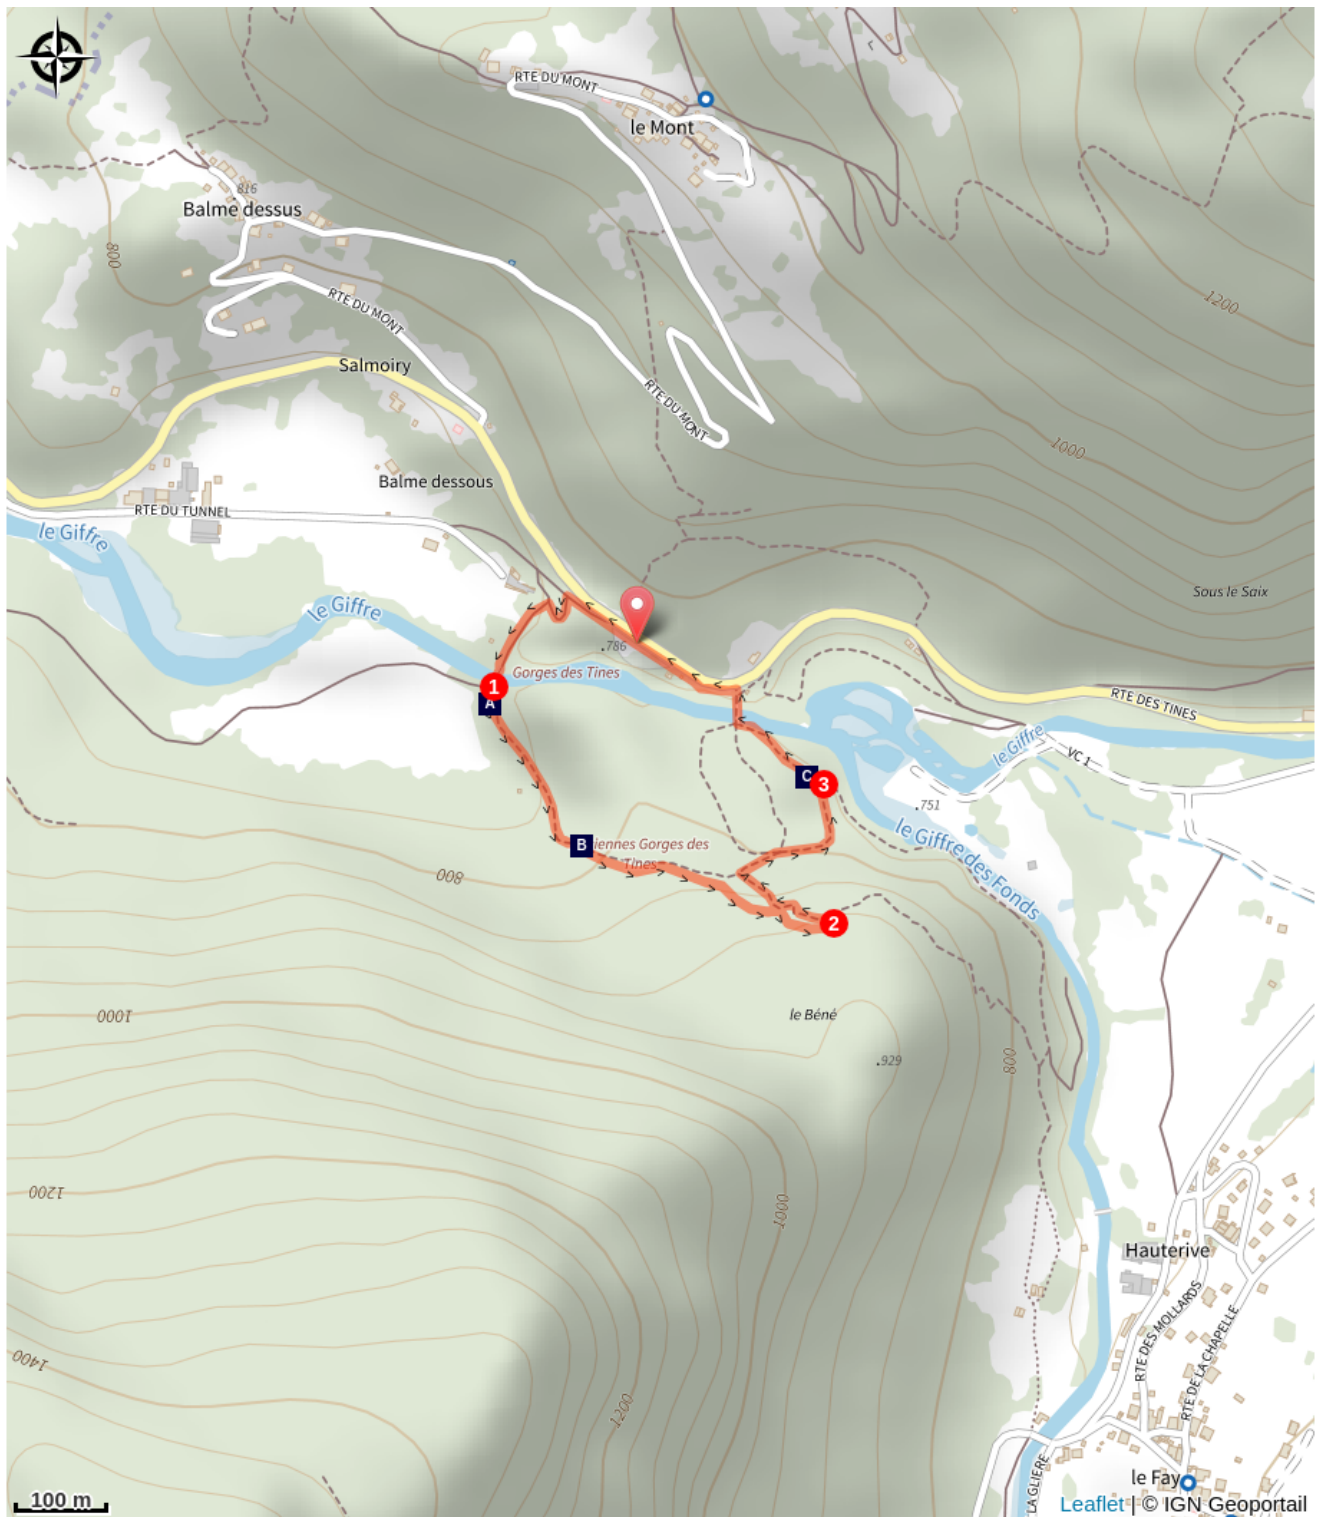 RTE DU MONT
le Mont
816
Balme dessus
800
RTE DU MONT
1200
Salmoiry
RTE DU MONT
1000
Balme dessous
RTE DU TUNNEL
le Giffre
le Giffre
Sous le Saix
.786
Gorges des Tines
1
A
RTE DES TINES
le Giffre
VC 1
C
3
.751
B
iennes Gorges des
Tines
le Giffre des Fonds
800
2
1000
le Béné
.929
800
1200
1000
Hauterive
RTE DES MOLLARDS
RTE DE LA CHAPELLE
1400
1200
le Fay
LA GLIERE
100 m
Leaflet | © IGN Geoportail